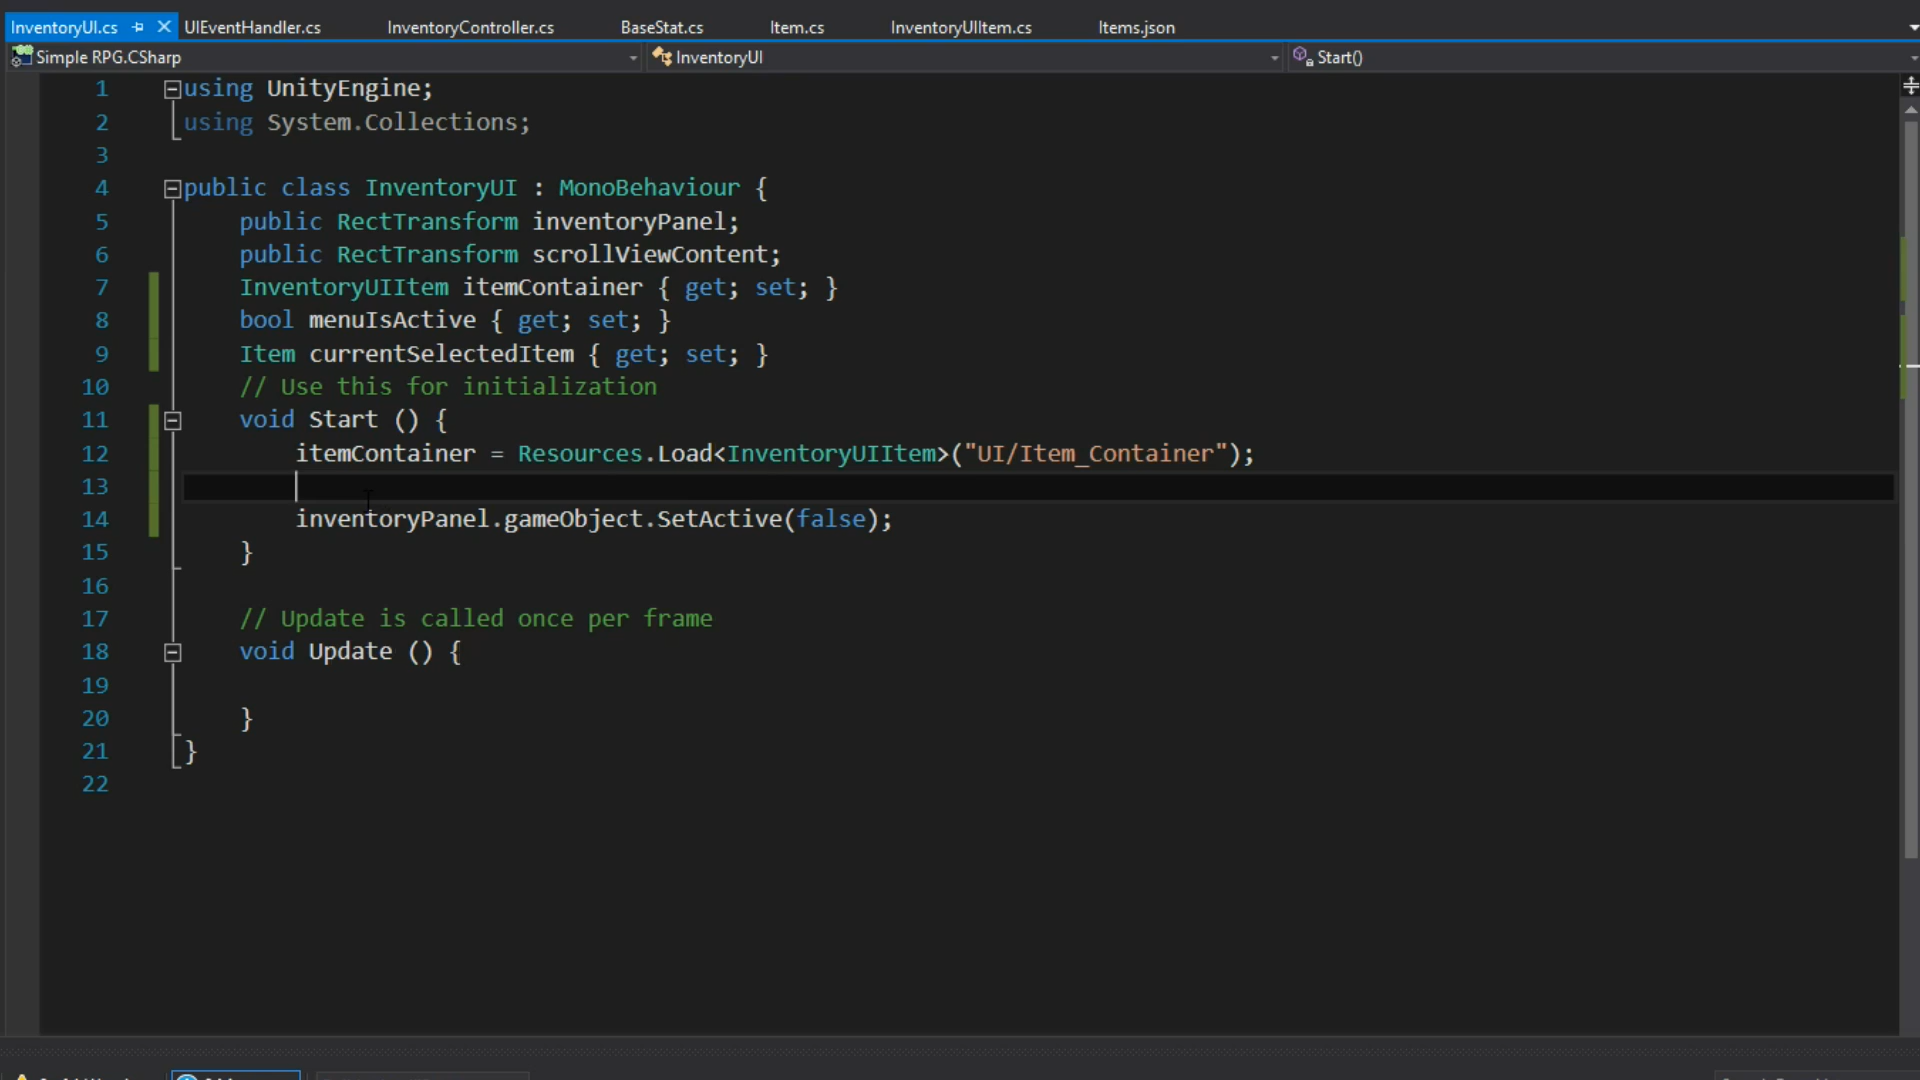 InventoryUI.cs UIEventHandler.cs InventoryController.cs BaseStat.cs Item.cs InventoryUIItem.cs Items.json
Simple RPG.CSharp InventoryUI Start()
1 using UnityEngine;
2 using System.Collections;
3
4 public class InventoryUI : MonoBehaviour {
5 public RectTransform inventoryPanel;
6 public RectTransform scrollViewContent;
7 InventoryUIItem itemContainer { get; set; }
8 bool menuIsActive { get; set; }
9 Item currentSelectedItem { get; set; }
10 // Use this for initialization
11 void Start () {
12 itemContainer = Resources.Load<InventoryUIItem>("UI/Item_Container");
13
14 inventoryPanel.gameObject.SetActive(false);
15 }
16
17 // Update is called once per frame
18 void Update () {
19
20 }
21 }
22